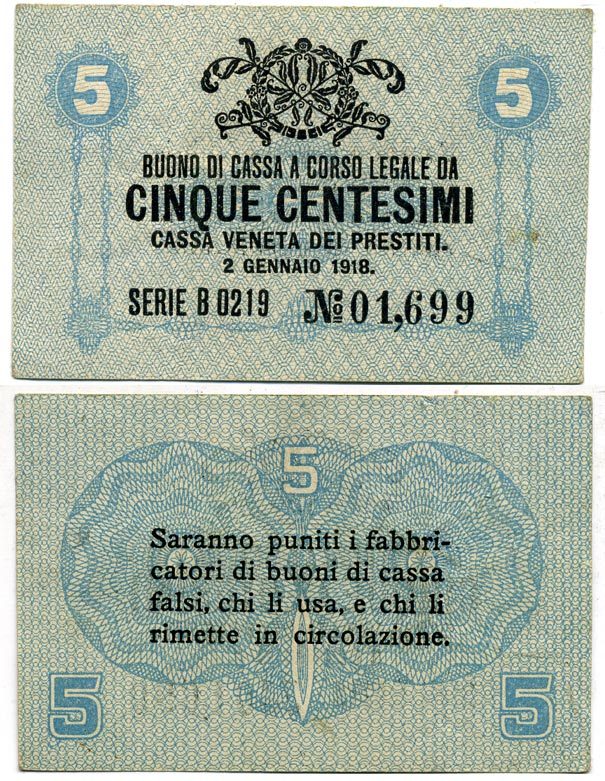 5 5
BUONO DI CASSA A CORSO LEGALE DA
CINQUE CENTESIMI
CASSA VENETA DEI PRESTITI.
2 GENNAIO 1918.
SERIE B 0219 No 01,699
5
Saranno puniti i fabbri-
catori di buoni di cassa
falsi, chi li usa, e chi li
rimette in circolazione.
5 5